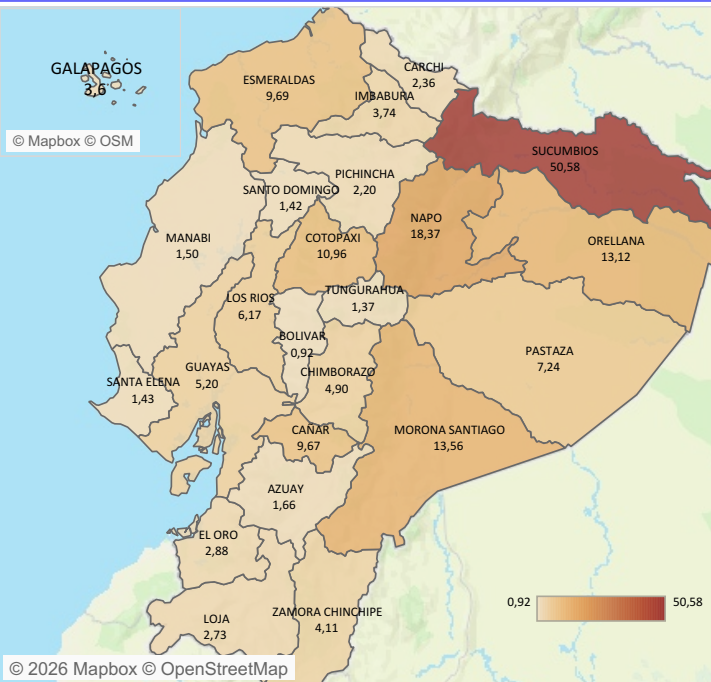 GALAPAGOS
3,6
© Mapbox © OSM
ESMERALDAS
9,69
CARCHI
2,36
IMBABURA
3,74
SUCUMBIOS
50,58
PICHINCHA
2,20
SANTO DOMINGO
1,42
NAPO
18,37
MANABI
1,50
COTOPAXI
10,96
ORELLANA
13,12
TUNGURAHUA
1,37
LOS RIOS
6,17
BOLIVAR
0,92
PASTAZA
7,24
GUAYAS
5,20
CHIMBORAZO
4,90
SANTA ELENA
1,43
CAÑAR
9,67
MORONA SANTIAGO
13,56
AZUAY
1,66
EL ORO
2,88
LOJA
2,73
ZAMORA CHINCHIPE
4,11
0,92
50,58
© 2026 Mapbox © OpenStreetMap